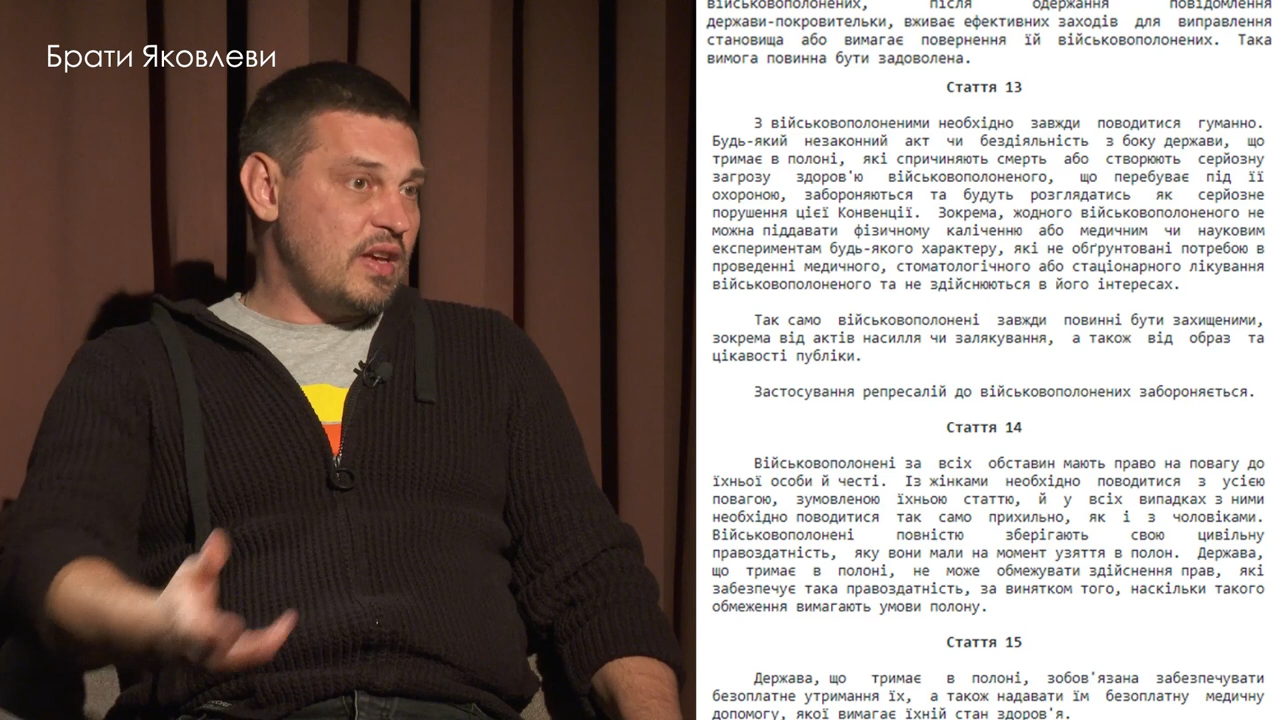 Брати Яковлеви
військовополонених, після одержання повідомлення
держави-покровительки, вживає ефективних заходів для виправлення
становища або вимагає повернення їй військовополонених. Така
вимога повинна бути задоволена.
Стаття 13
З військовополоненими необхідно завжди поводитися гуманно.
Будь-який незаконний акт чи бездіяльність з боку держави, що
тримає в полоні, які спричиняють смерть або створюють серйозну
загрозу здоров'ю військовополоненого, що перебуває під її
охороною, забороняються та будуть розглядатись як серйозне
порушення цієї Конвенції. Зокрема, жодного військовополоненого не
можна піддавати фізичному каліченню або медичним чи науковим
експериментам будь-якого характеру, які не обґрунтовані потребою в
проведенні медичного, стоматологічного або стаціонарного лікування
військовополоненого та не здійснюються в його інтересах.
Так само військовополонені завжди повинні бути захищеними,
зокрема від актів насилля чи залякування, а також від образ та
цікавості публіки.
Застосування репресалій до військовополонених забороняється.
Стаття 14
Військовополонені за всіх обставин мають право на повагу до
їхньої особи й честі. Із жінками необхідно поводитися з усією
повагою, зумовленою їхньою статтю, й у всіх випадках з ними
необхідно поводитися так само прихильно, як і з чоловіками.
Військовополонені повністю зберігають свою цивільну
правоздатність, яку вони мали на момент узяття в полон. Держава,
що тримає в полоні, не може обмежувати здійснення прав, які
забезпечує така правоздатність, за винятком того, наскільки такого
обмеження вимагають умови полону.
Стаття 15
Держава, що тримає в полоні, зобов'язана забезпечувати
безоплатне утримання їх, а також надавати їм безоплатну медичну
допомогу, якої вимагає їхній стан здоров'я.